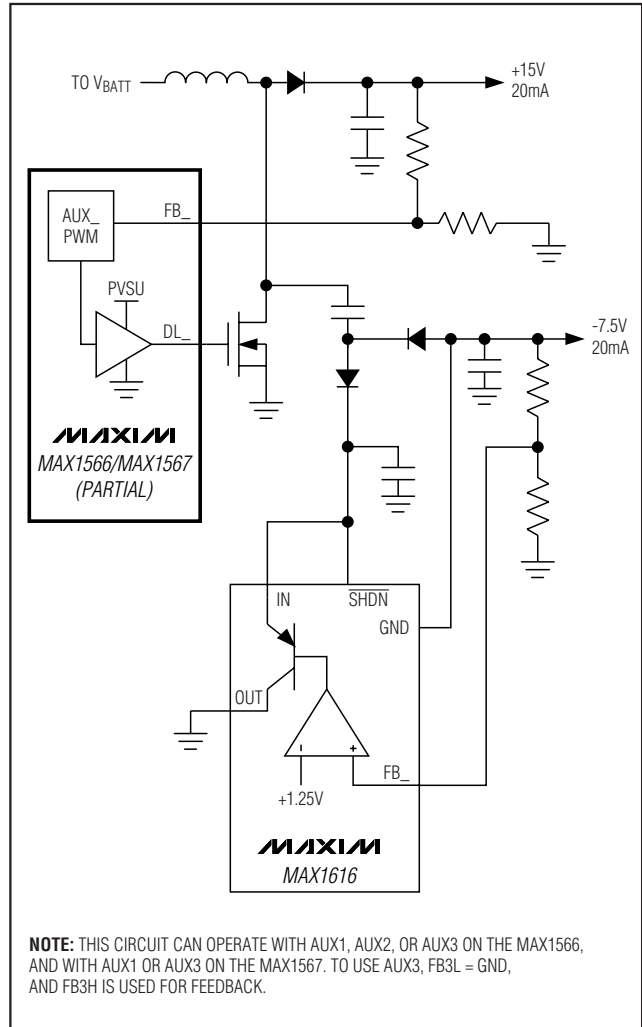 TO VBATT
+15V
20mA
AUX_
PWM
FB_
PVSU
DL_
MAXIM
MAX1566/MAX1567
(PARTIAL)
-7.5V
20mA
IN
SHDN
GND
OUT
-
+
FB_
+1.25V
MAXIM
MAX1616
NOTE: THIS CIRCUIT CAN OPERATE WITH AUX1, AUX2, OR AUX3 ON THE MAX1566,
AND WITH AUX1 OR AUX3 ON THE MAX1567. TO USE AUX3, FB3L = GND,
AND FB3H IS USED FOR FEEDBACK.